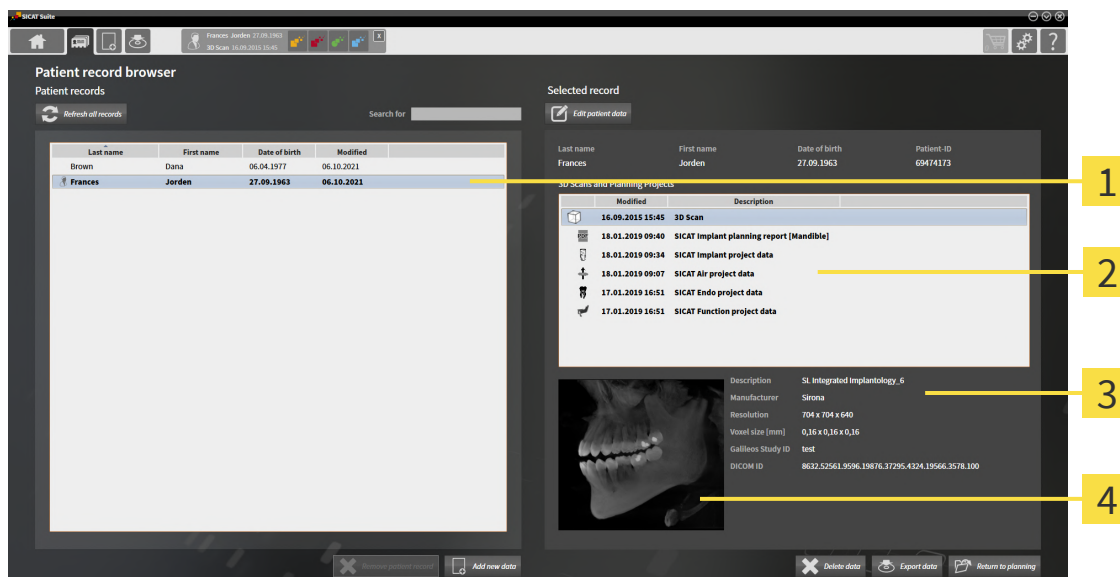 SICAT Suite
Frances Jorden 27.09.1963
3D Scan 16.09.2015 15:45
X
?
Patient record browser
Patient records
Refresh all records
Search for
Last name First name Date of birth Modified
Brown Dana 06.04.1977 06.10.2021
Frances Jorden 27.09.1963 06.10.2021
Remove patient record
Add new data
Selected record
Edit patient data
Last name First name Date of birth Patient-ID
Frances Jorden 27.09.1963 69474173
3D Scans and Planning Projects
Modified Description
16.09.2015 15:45 3D Scan
18.01.2019 09:40 SICAT Implant planning report [Mandible]
18.01.2019 09:34 SICAT Implant project data
18.01.2019 09:07 SICAT Air project data
17.01.2019 16:51 SICAT Endo project data
17.01.2019 16:51 SICAT Function project data
Description SL Integrated Implantology_6
Manufacturer Sirona
Resolution 704 x 704 x 640
Voxel size [mm] 0,16 x 0,16 x 0,16
Galileos Study ID test
DICOM ID 8632.52561.9596.19876.37295.4324.19566.3578.100
Delete data
Export data
Return to planning
1
2
3
4